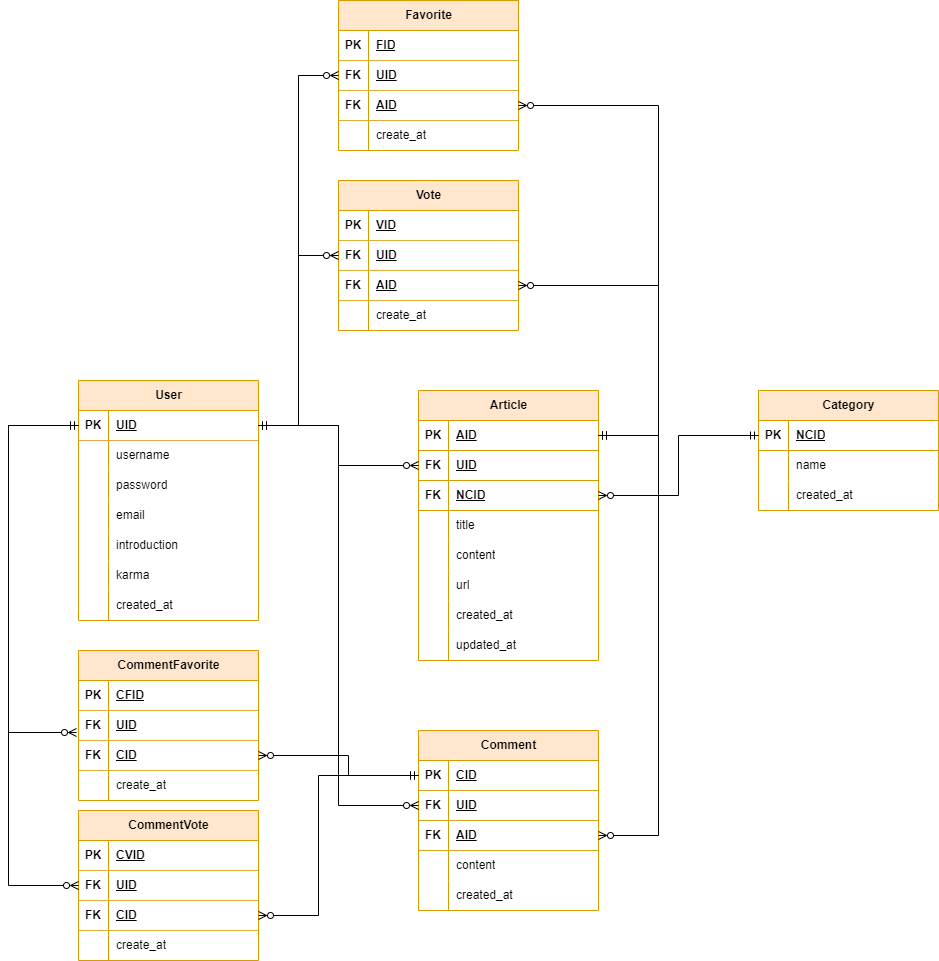 Favorite
PK FID
FK UID
FK AID
create_at
Vote
PK VID
FK UID
FK AID
create_at
User
PK UID
username
password
email
introduction
karma
created_at
Article
PK AID
FK UID
FK NCID
title
content
url
created_at
updated_at
Category
PK NCID
name
created_at
CommentFavorite
PK CFID
FK UID
FK CID
create_at
Comment
PK CID
FK UID
FK AID
content
created_at
CommentVote
PK CVID
FK UID
FK CID
create_at